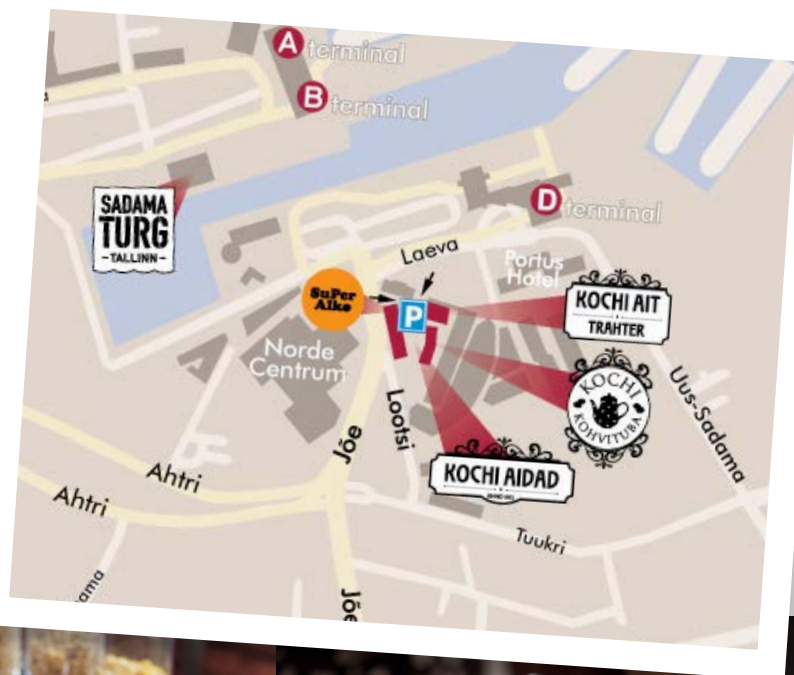 A terminal
B terminal
SADAMA
TURG
-TALLINN-
D terminal
Laeva
Portus
Hotel
SuPer
Alko
P
KOCHI AIT
TRAHTER
Norde
Centrum
KOCHI
KOHVITUBA
Uus-Sadama
Lootsi
Jõe
KOCHI AIDAD
Ahtri
Ahtri
Tuukri
Jõe